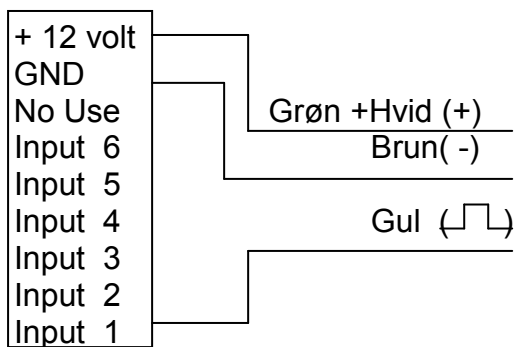 + 12 volt
GND
No Use
Input 6
Input 5
Input 4
Input 3
Input 2
Input 1
Grøn +Hvid (+)
Brun( -)
Gul ( )